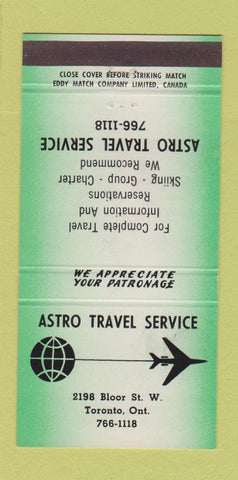 CLOSE COVER BEFORE STRIKING MATCH
EDDY MATCH COMPANY LIMITED, CANADA
For Complete Travel
Information And
Reservations
Skiing - Group - Charter
We Recommend
ASTRO TRAVEL SERVICE
766-1118
WE APPRECIATE
YOUR PATRONAGE
ASTRO TRAVEL SERVICE
2198 Bloor St. W.
Toronto, Ont.
766-1118